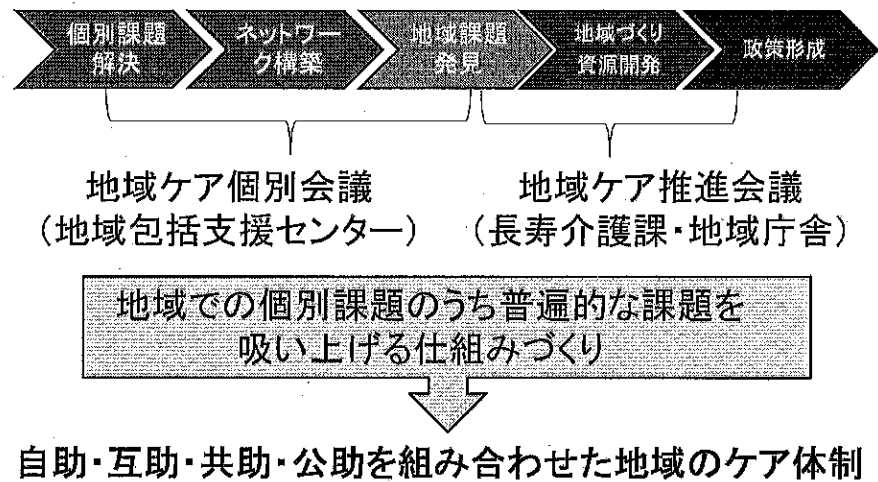 個別課題
解決
ネットワー
ク構築
地域課題
発見
地域づくり
資源開発
政策形成
地域ケア個別会議
（地域包括支援センター）
地域ケア推進会議
（長寿介護課・地域庁舎）
地域での個別課題のうち普遍的な課題を
吸い上げる仕組みづくり
自助・互助・共助・公助を組み合わせた地域のケア体制